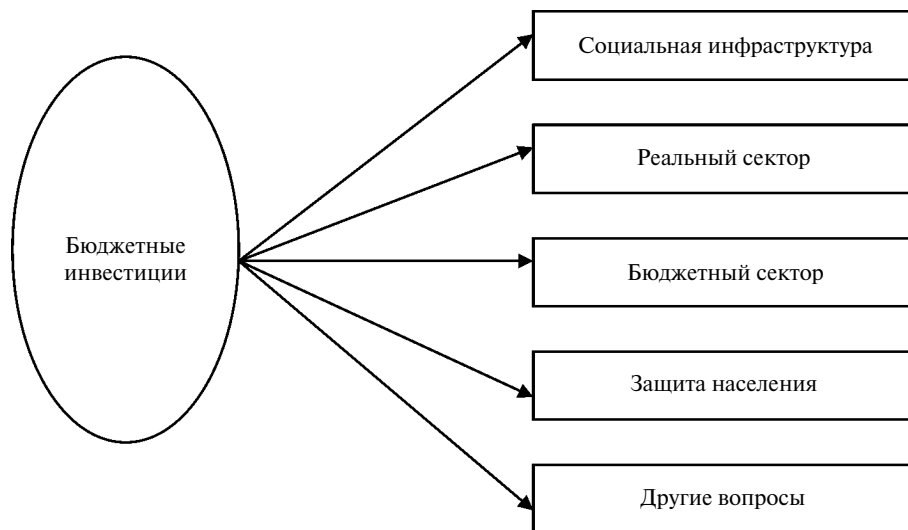 Социальная инфраструктура
Реальный сектор
Бюджетные
инвестиции
Бюджетный сектор
Защита населения
Другие вопросы